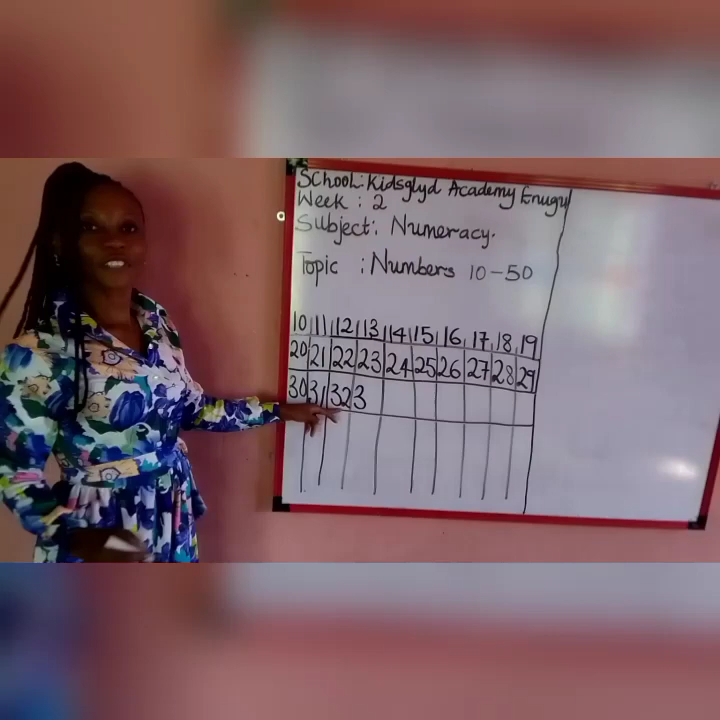 School: Kidsglyd Academy Enugu
Week : 2
Subject: Numeracy.
Topic : Numbers 10-50
10 11 12 13 14 15 16 17 18 19
20 21 22 23 24 25 26 27 28 29
30 31 32 3